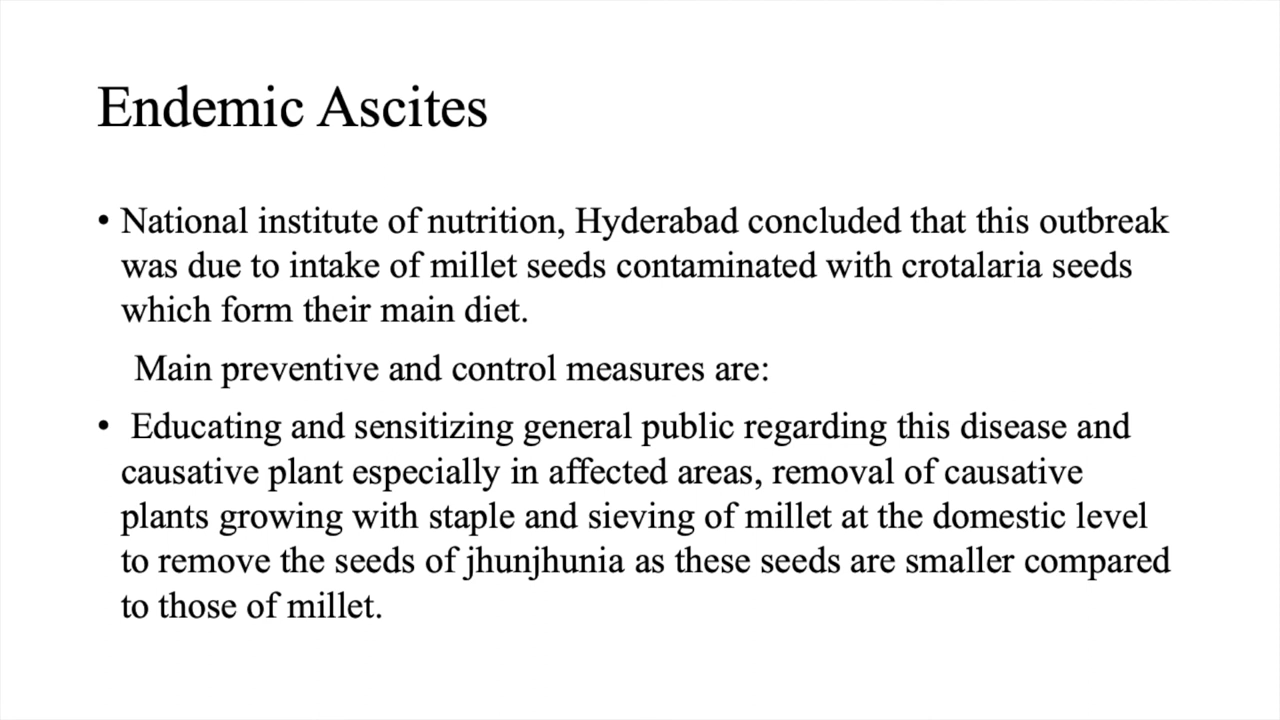 Endemic Ascites
• National institute of nutrition, Hyderabad concluded that this outbreak
was due to intake of millet seeds contaminated with crotalaria seeds
which form their main diet.
Main preventive and control measures are:
• Educating and sensitizing general public regarding this disease and
causative plant especially in affected areas, removal of causative
plants growing with staple and sieving of millet at the domestic level
to remove the seeds of jhunjhunia as these seeds are smaller compared
to those of millet.